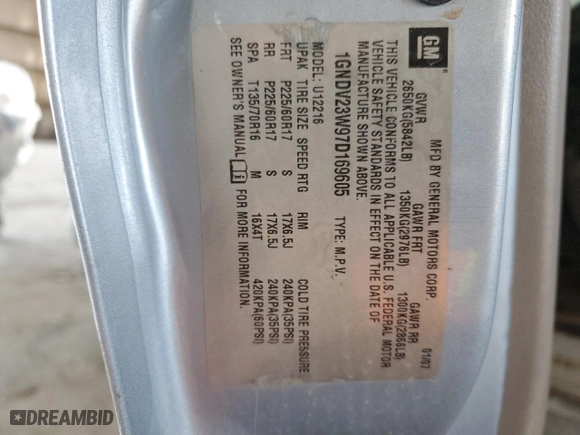 GM
®
MFD BY GENERAL MOTORS CORP.
01/07
GVWR GAWR FRT GAWR RR
2650KG(5842LB) 1350KG(2976LB) 1300KG(2866LB)
THIS VEHICLE CONFORMS TO ALL APPLICABLE U.S. FEDERAL MOTOR
VEHICLE SAFETY STANDARDS IN EFFECT ON THE DATE OF
MANUFACTURE SHOWN ABOVE.
1GNDV23W97D169605 TYPE: M.P.V.
UPAK U12216
TIRE SIZE SPEED RTG RIM COLD TIRE PRESSURE
FRT P225/60R17 S 17X6.5J 240KPA(35PSI)
RR P225/60R17 S 17X6.5J 240KPA(35PSI)
SPA T135/70R16 M 16X4T 420KPA(60PSI)
SEE OWNER'S MANUAL FOR MORE INFORMATION.
DREAMBID